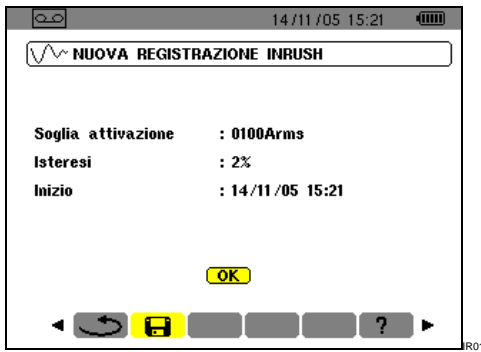 14/11/05 15:21
NUOVA REGISTRAZIONE INRUSH
Soglia attivazione : 0100Arms
Isteresi : 2%
Inizio : 14/11/05 15:21
OK
?